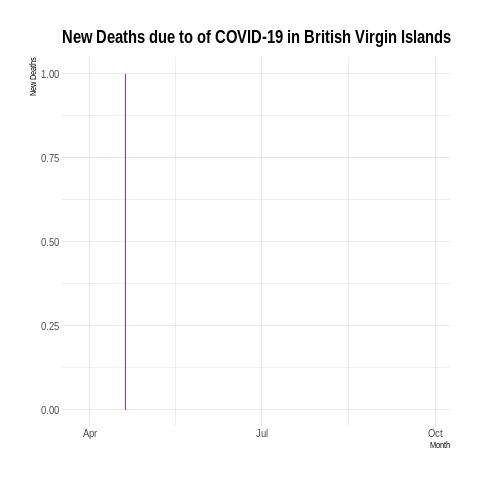 New Deaths due to of COVID-19 in British Virgin Islands
New Deaths
1.00
0.75
0.50
0.25
0.00
Apr Jul Oct
Month